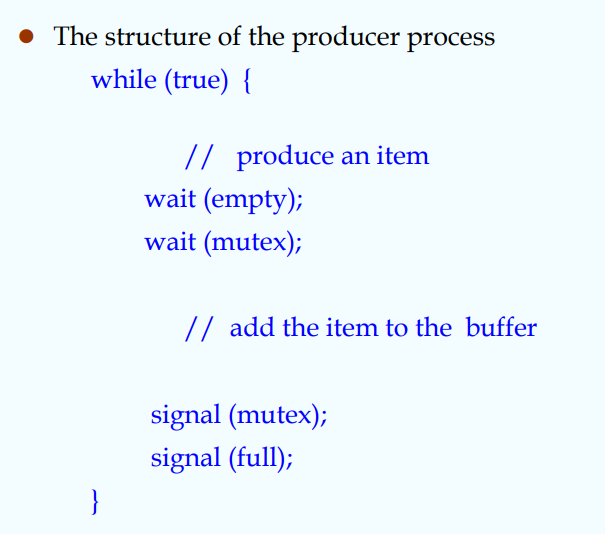 • The structure of the producer process
while (true) {
// produce an item
wait (empty);
wait (mutex);
// add the item to the buffer
signal (mutex);
signal (full);
}